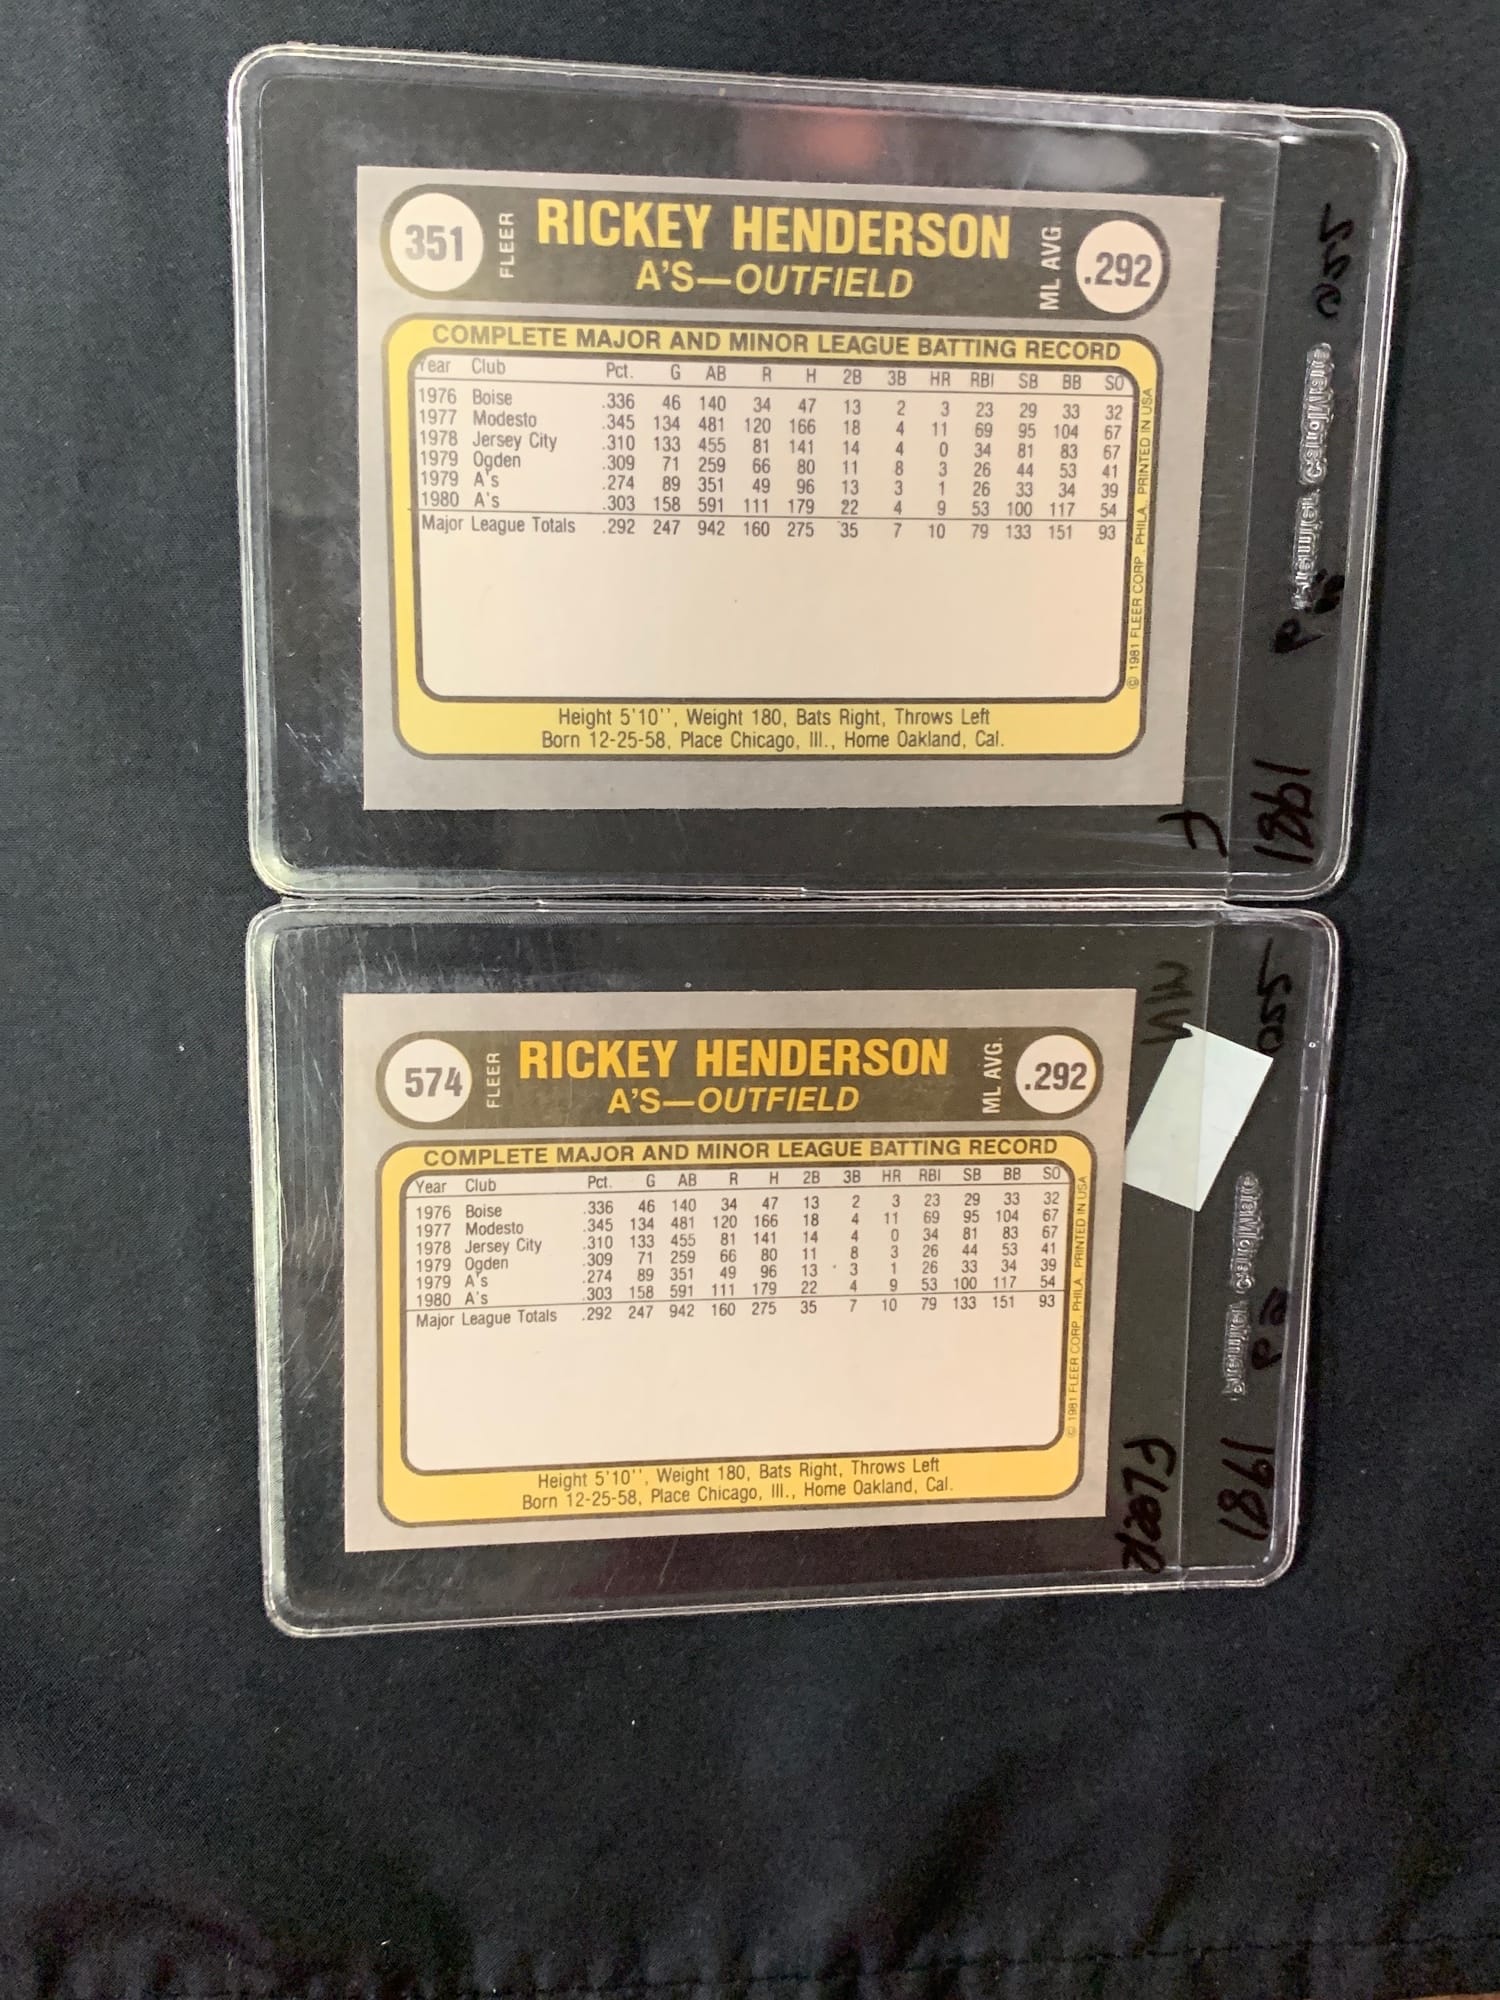 351 FLEER RICKEY HENDERSON ML AVG .292
A'S—OUTFIELD
COMPLETE MAJOR AND MINOR LEAGUE BATTING RECORD
Year Club Pct. G AB R H 2B 3B HR RBI SB BB SO
1976 Boise .336 46 140 34 47 13 2 3 23 29 33 32
1977 Modesto .345 134 481 120 166 18 4 11 69 95 104 67
1978 Jersey City .310 133 455 81 141 14 4 0 34 81 83 67
1979 Ogden .309 71 259 66 80 11 8 3 26 44 53 41
1979 A's .274 89 351 49 96 13 3 1 26 33 34 39
1980 A's .303 158 591 111 179 22 4 9 53 100 117 54
Major League Totals .292 247 942 160 275 35 7 10 79 133 151 93
© 1981 FLEER CORP. PHILA. PRINTED IN USA
Height 5'10'', Weight 180, Bats Right, Throws Left
Born 12-25-58, Place Chicago, Ill., Home Oakland, Cal.
F
1981
574 FLEER RICKEY HENDERSON ML AVG. .292
A'S—OUTFIELD
COMPLETE MAJOR AND MINOR LEAGUE BATTING RECORD
Year Club Pct. G AB R H 2B 3B HR RBI SB BB SO
1976 Boise .336 46 140 34 47 13 2 3 23 29 33 32
1977 Modesto .345 134 481 120 166 18 4 11 69 95 104 67
1978 Jersey City .310 133 455 81 141 14 4 0 34 81 83 67
1979 Ogden .309 71 259 66 80 11 8 3 26 44 53 41
1979 A's .274 89 351 49 96 13 3 1 26 33 34 39
1980 A's .303 158 591 111 179 22 4 9 53 100 117 54
Major League Totals .292 247 942 160 275 35 7 10 79 133 151 93
© 1981 FLEER CORP. PHILA. PRINTED IN USA
Height 5'10'', Weight 180, Bats Right, Throws Left
Born 12-25-58, Place Chicago, Ill., Home Oakland, Cal.
FLeeR
1981